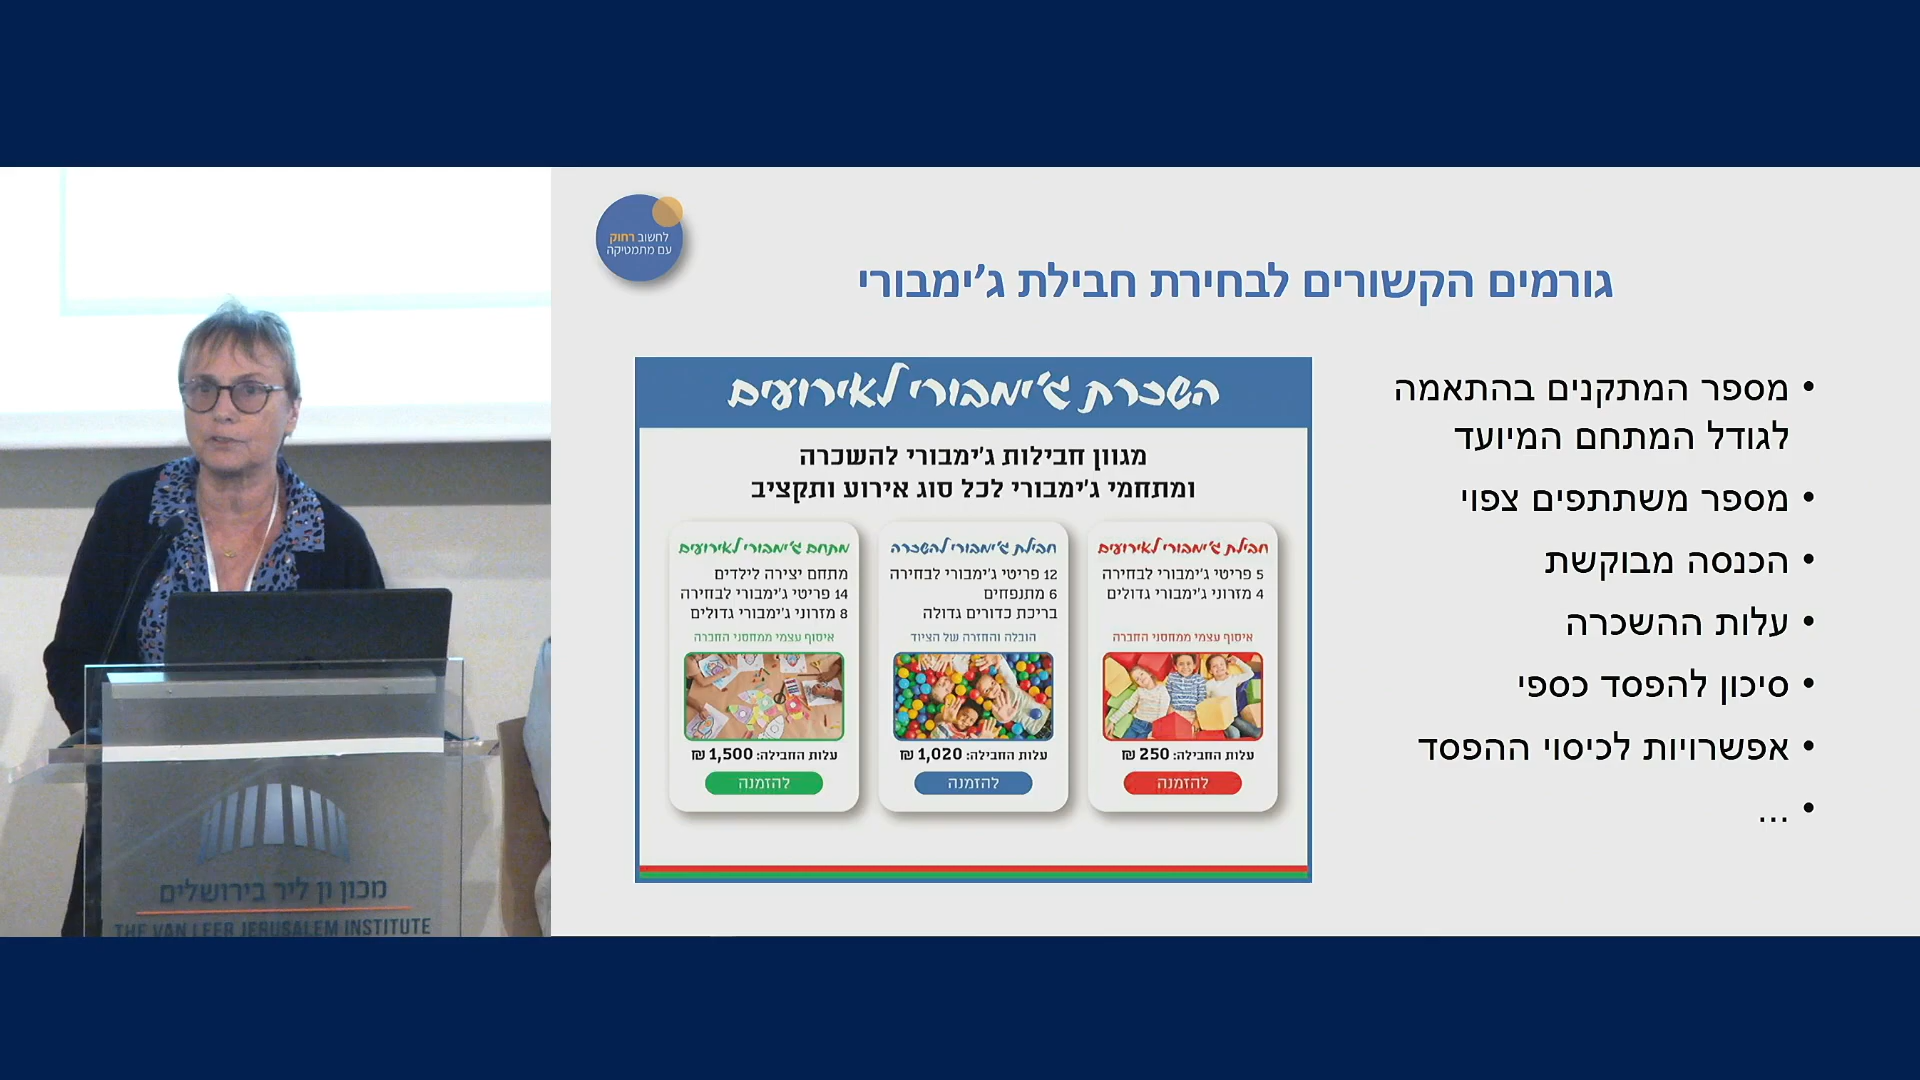 לחשוב רחוק
עם מתמטיקה
גורמים הקשורים לבחירת חבילת ג'ימבורי
• מספר המתקנים בהתאמה
לגודל המתחם המיועד
• מספר משתתפים צפוי
• הכנסה מבוקשת
• עלות ההשכרה
• סיכון להפסד כספי
• אפשרויות לכיסוי ההפסד
• ...
השכרת ג'ימבורי לאירועים
מגוון חבילות ג'ימבורי להשכרה
ומתחמי ג'ימבורי לכל סוג אירוע ותקציב
חבילת ג'ימבורי לאירועים
5 פריטי ג'ימבורי לבחירה
4 מזרוני ג'ימבורי גדולים
איסוף עצמי ממחסני החברה
עלות החבילה: 250 ₪
להזמנה
חבילת ג'ימבורי להשכרה
12 פריטי ג'ימבורי לבחירה
6 מתנפחים
בריכת כדורים גדולה
הובלה והחזרה של הציוד
עלות החבילה: 1,020 ₪
להזמנה
מתחם ג'ימבורי לאירועים
מתחם יצירה לילדים
14 פריטי ג'ימבורי לבחירה
8 מזרוני ג'ימבורי גדולים
איסוף עצמי ממחסני החברה
עלות החבילה: 1,500 ₪
להזמנה
מכון ון ליר בירושלים
THE VAN LEER JERUSALEM INSTITUTE